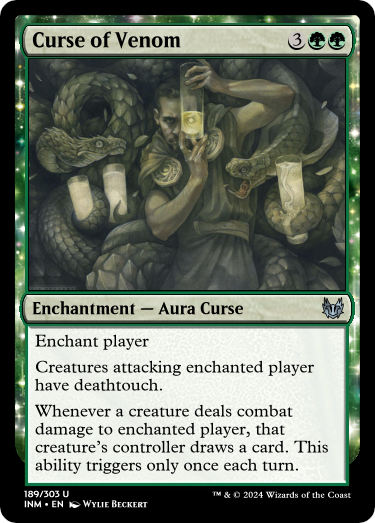 Curse of Venom 3
Enchantment — Aura Curse
Enchant player
Creatures attacking enchanted player
have deathtouch.
Whenever a creature deals combat
damage to enchanted player, that
creature's controller draws a card. This
ability triggers only once each turn.
189/303 U
INM • EN Wylie Beckert
™ & © 2024 Wizards of the Coast